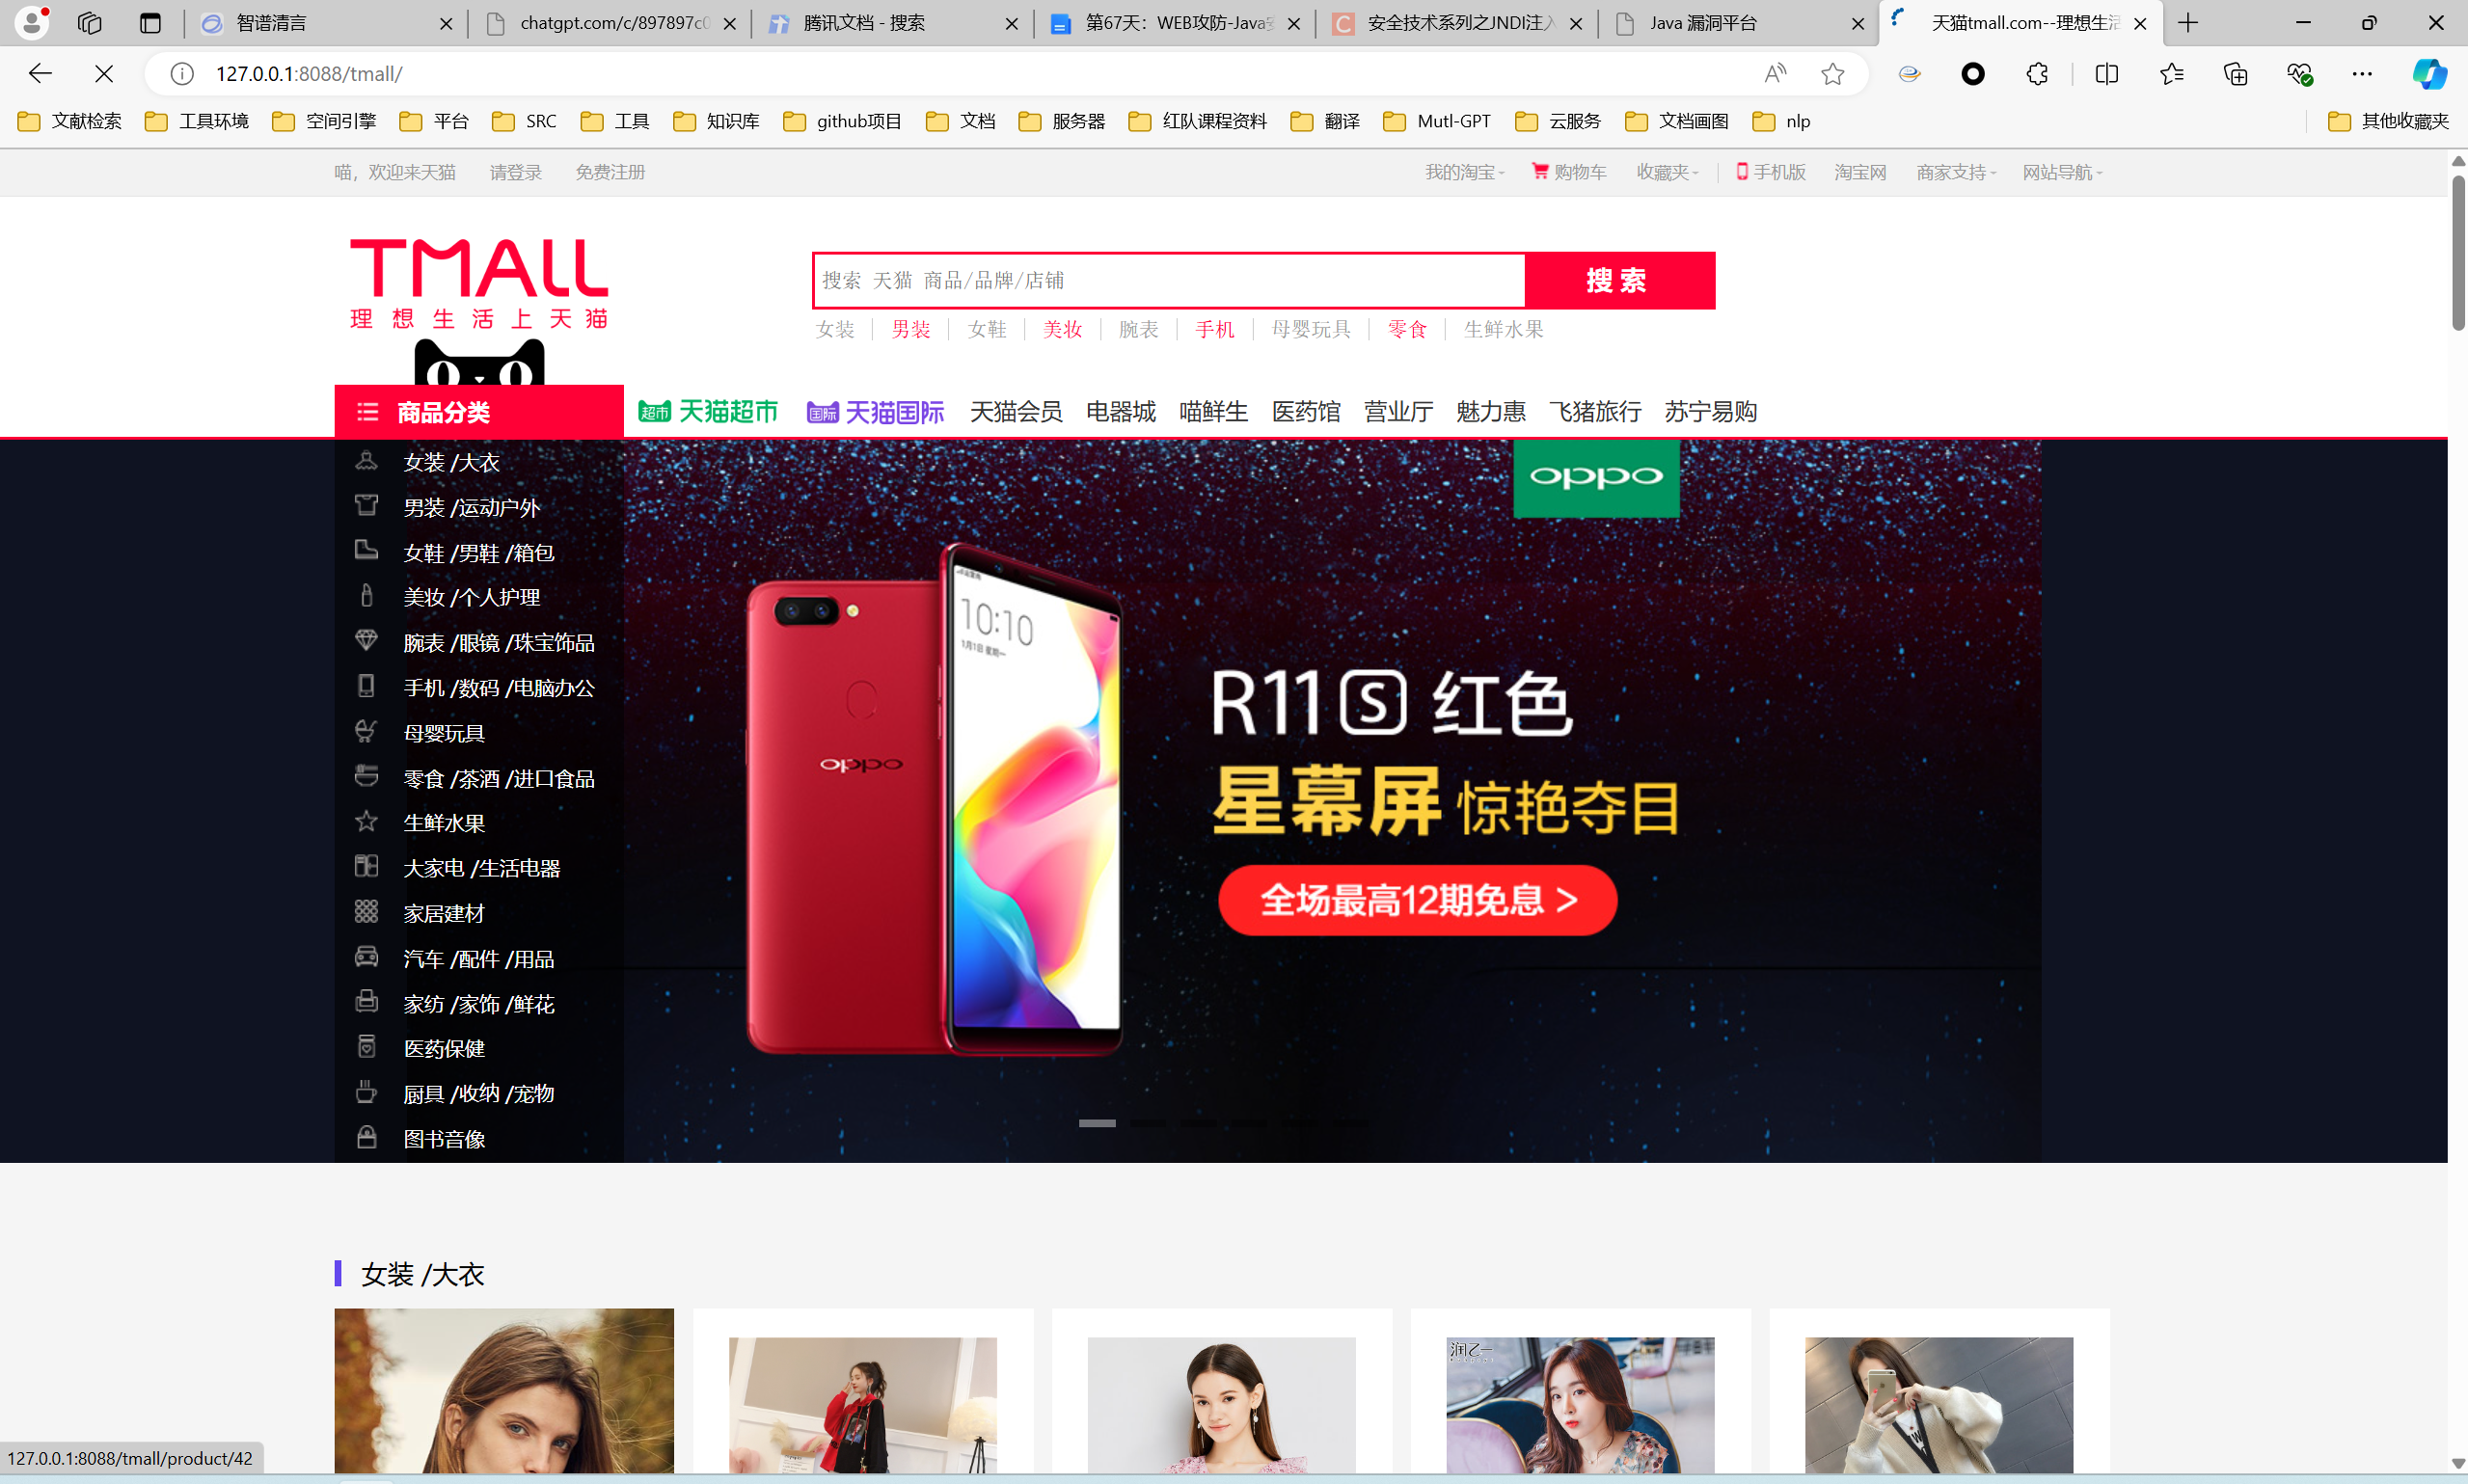 智谱清言
chatgpt.com/c/897897c0
腾讯文档 - 搜索
第67天：WEB攻防-Java安
安全技术系列之JNDI注入
Java 漏洞平台
天猫tmall.com--理想生活
127.0.0.1:8088/tmall/
文献检索 工具环境 空间引擎 平台 SRC 工具 知识库 github项目 文档 服务器 红队课程资料 翻译 Mutl-GPT 云服务 文档画图 nlp 其他收藏夹
喵，欢迎来天猫 请登录 免费注册 我的淘宝 购物车 收藏夹 手机版 淘宝网 商家支持 网站导航
TMALL
理想生活上天猫
搜索 天猫 商品/品牌/店铺 搜 索
女装 男装 女鞋 美妆 腕表 手机 母婴玩具 零食 生鲜水果
商品分类 超市 天猫超市 国际 天猫国际 天猫会员 电器城 喵鲜生 医药馆 营业厅 魅力惠 飞猪旅行 苏宁易购
女装 /大衣
男装 /运动户外
女鞋 /男鞋 /箱包
美妆 /个人护理
腕表 /眼镜 /珠宝饰品
手机 /数码 /电脑办公
母婴玩具
零食 /茶酒 /进口食品
生鲜水果
大家电 /生活电器
家居建材
汽车 /配件 /用品
家纺 /家饰 /鲜花
医药保健
厨具 /收纳 /宠物
图书音像
oppo
10:10
1月1日 星期一
oppo
R11S 红色
星幕屏 惊艳夺目
全场最高12期免息 >
女装 /大衣
润乙一
127.0.0.1:8088/tmall/product/42